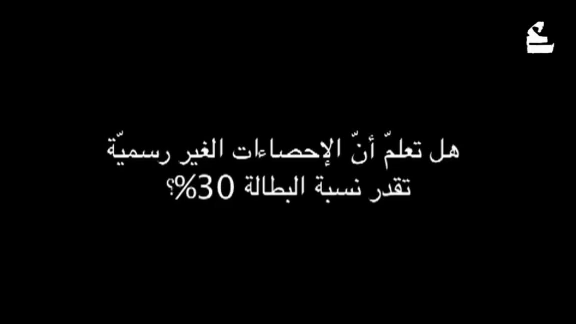 هل تعلمّ أنّ الإحصاءات الغير رسميّة
تقدر نسبة البطالة 30%؟